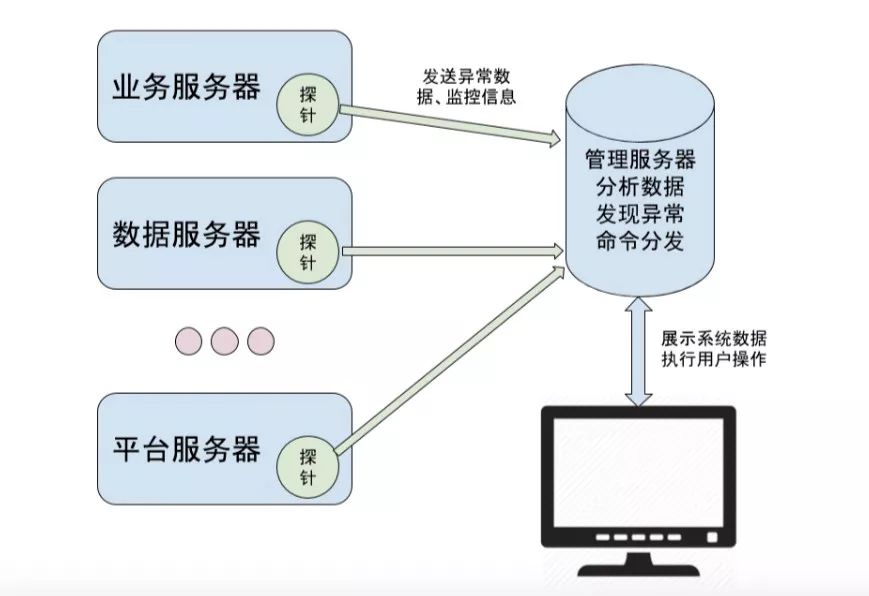 业务服务器
探
针
发送异常数
据、监控信息
管理服务器
分析数据
发现异常
命令分发
数据服务器
探
针
展示系统数据
执行用户操作
平台服务器
探
针